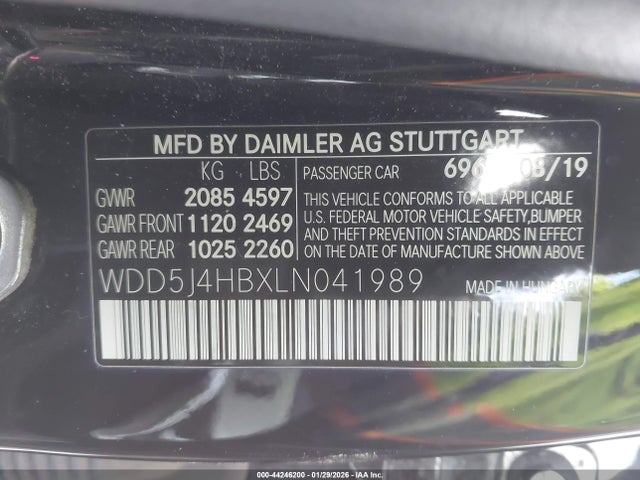 MFD BY DAIMLER AG STUTTGART
KG LBS PASSENGER CAR 08/19
GVWR 2085 4597 THIS VEHICLE CONFORMS TO ALL APPLICABLE
GAWR FRONT 1120 2469 U.S. FEDERAL MOTOR VEHICLE SAFETY, BUMPER
GAWR REAR 1025 2260 AND THEFT PREVENTION STANDARDS IN EFFECT
ON THE DATE OF MANUFACTURE SHOWN ABOVE
WDD5J4HBXLN041989
HUNGARY
000-44246200 - 01/29/2026 - IAA Inc.